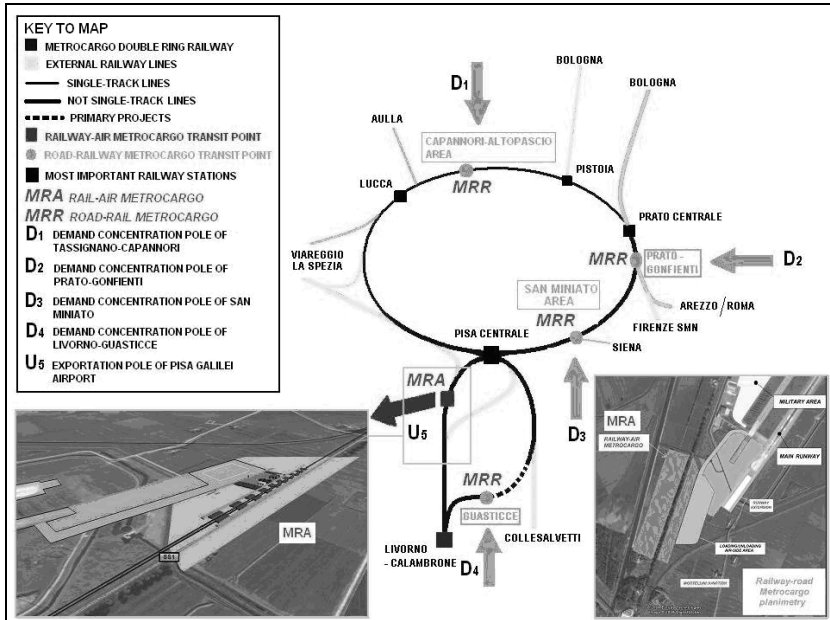 KEY TO MAP
METROCARGO DOUBLE RING RAILWAY
EXTERNAL RAILWAY LINES
SINGLE-TRACK LINES
NOT SINGLE-TRACK LINES
PRIMARY PROJECTS
RAILWAY-AIR METROCARGO TRANSIT POINT
ROAD-RAILWAY METROCARGO TRANSIT POINT
MOST IMPORTANT RAILWAY STATIONS
MRA RAIL-AIR METROCARGO
MRR ROAD-RAIL METROCARGO
D1 DEMAND CONCENTRATION POLE OF
TASSIGNANO-CAPANNORI
D2 DEMAND CONCENTRATION POLE OF
PRATO-GONFIENTI
D3 DEMAND CONCENTRATION POLE OF SAN
MINIATO
D4 DEMAND CONCENTRATION POLE OF
LIVORNO-GUASTICCE
U5 EXPORTATION POLE OF PISA GALILEI
AIRPORT
BOLOGNA
D1
BOLOGNA
AULLA
CAPANNORI-ALTOPASCIO
AREA
MRR
PISTOIA
LUCCA
PRATO CENTRALE
VIAREGGIO
LA SPEZIA
MRR
PRATO -
GONFIENTI
D2
SAN MINIATO
AREA
MRR
AREZZO/ROMA
FIRENZE SMN
SIENA
PISA CENTRALE
MRA
U5
D3
MRR
GUASTICCE
COLLESALVETTI
LIVORNO
- CALAMBRONE
D4
MRA
MRA
RAILWAY-AIR
METROCARGO
MILITARY AREA
MAIN RUNWAY
LOADING/UNLOADING
AIR SIDE AREA
Railway-road
Metrocargo
planimetry